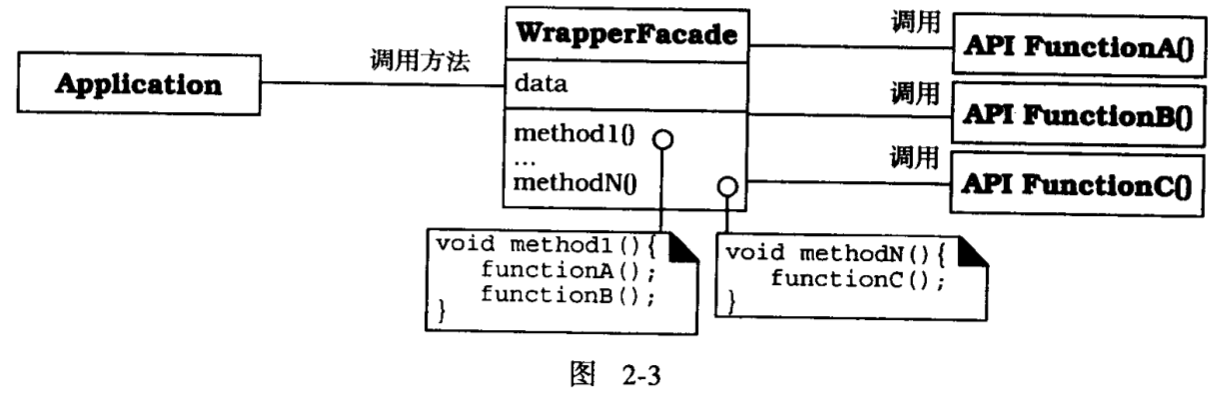 Application
调用方法
WrapperFacade
data
method1()
...
methodN()
调用
API FunctionA()
调用
API FunctionB()
调用
API FunctionC()
void method1(){
functionA();
functionB();
}
void methodN(){
functionC();
}
图 2-3